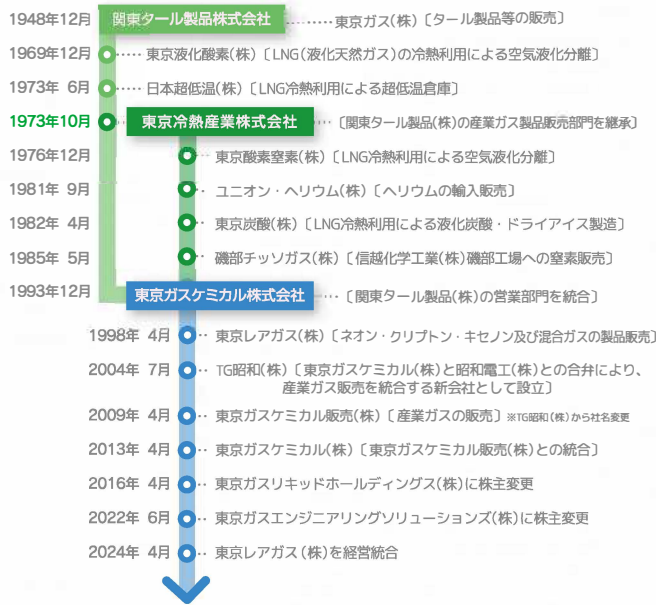 1948年12月 関東タール製品株式会社 ……東京ガス(株)〔タール製品等の販売〕
1969年12月 ……東京液化酸素(株)〔LNG(液化天然ガス)の冷熱利用による空気液化分離〕
1973年 6月 ……日本超低温(株)〔LNG冷熱利用による超低温倉庫〕
1973年10月 …… 東京冷熱産業株式会社 …〔関東タール製品(株)の産業ガス製品販売部門を継承〕
1976年12月 ‥東京酸素窒素(株)〔LNG冷熱利用による空気液化分離〕
1981年 9月 ‥ユニオン・ヘリウム(株)〔ヘリウムの輸入販売〕
1982年 4月 ‥東京炭酸(株)〔LNG冷熱利用による液化炭酸・ドライアイス製造〕
1985年 5月 ‥磯部チッソガス(株)〔信越化学工業(株)磯部工場への窒素販売〕
1993年12月 東京ガスケミカル株式会社 …〔関東タール製品(株)の営業部門を統合〕
1998年 4月 ‥東京レアガス(株)〔ネオン・クリプトン・キセノン及び混合ガスの製品販売〕
2004年 7月 ‥TG昭和(株)〔東京ガスケミカル(株)と昭和電工(株)との合弁により、
産業ガス販売を統合する新会社として設立〕
2009年 4月 ‥東京ガスケミカル販売(株)〔産業ガスの販売〕※TG昭和(株)から社名変更
2013年 4月 ‥東京ガスケミカル(株)〔東京ガスケミカル販売(株)との統合〕
2016年 4月 ‥東京ガスリキッドホールディングス(株)に株主変更
2022年 6月 ‥東京ガスエンジニアリングソリューションズ(株)に株主変更
2024年 4月 ‥東京レアガス(株)を経営統合